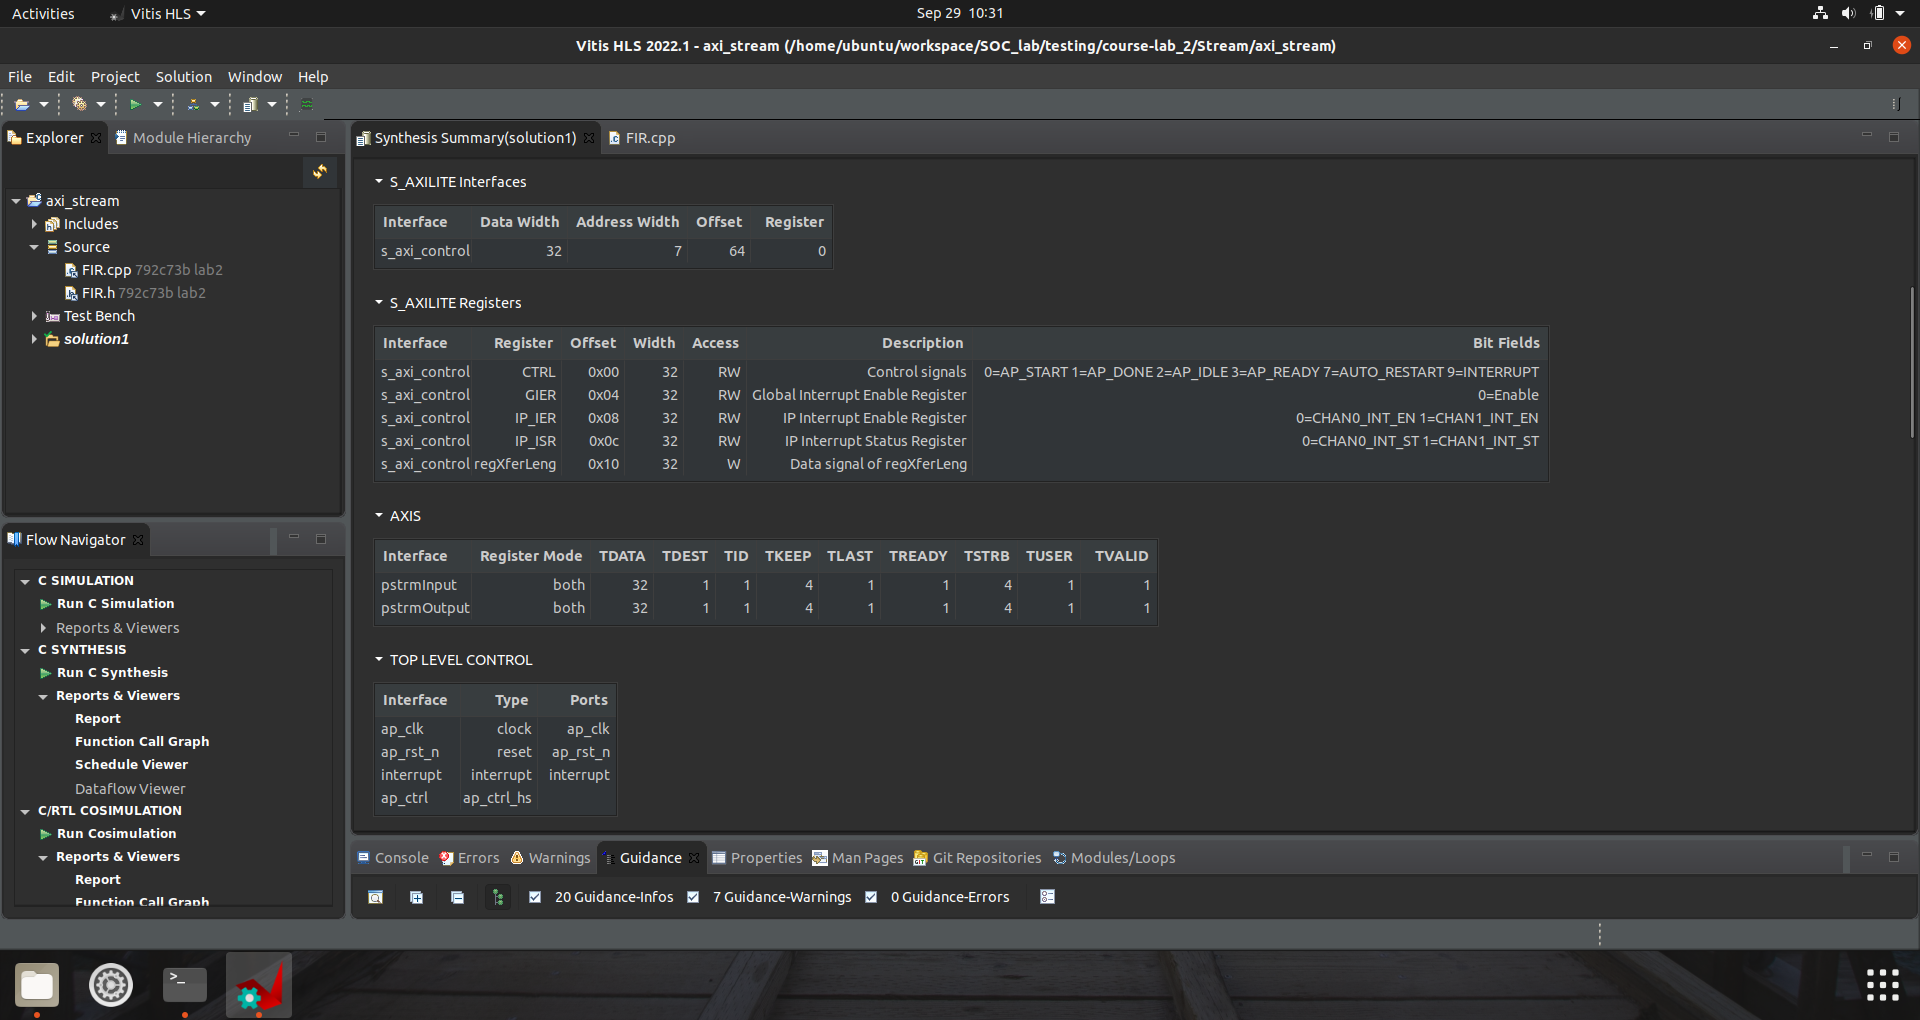 Activities Vitis HLS Sep 29 10:31
Vitis HLS 2022.1 - axi_stream (/home/ubuntu/workspace/SOC_lab/testing/course-lab_2/Stream/axi_stream)
File Edit Project Solution Window Help
Explorer Module Hierarchy
axi_stream
Includes
Source
FIR.cpp 792c73b lab2
FIR.h 792c73b lab2
Test Bench
solution1
Flow Navigator
C SIMULATION
Run C Simulation
Reports & Viewers
C SYNTHESIS
Run C Synthesis
Reports & Viewers
Report
Function Call Graph
Schedule Viewer
Dataflow Viewer
C/RTL COSIMULATION
Run Cosimulation
Reports & Viewers
Report
Function Call Graph
Synthesis Summary(solution1) FIR.cpp
S_AXILITE Interfaces
Interface Data Width Address Width Offset Register
s_axi_control 32 7 64 0
S_AXILITE Registers
Interface Register Offset Width Access Description Bit Fields
s_axi_control CTRL 0x00 32 RW Control signals 0=AP_START 1=AP_DONE 2=AP_IDLE 3=AP_READY 7=AUTO_RESTART 9=INTERRUPT
s_axi_control GIER 0x04 32 RW Global Interrupt Enable Register 0=Enable
s_axi_control IP_IER 0x08 32 RW IP Interrupt Enable Register 0=CHAN0_INT_EN 1=CHAN1_INT_EN
s_axi_control IP_ISR 0x0c 32 RW IP Interrupt Status Register 0=CHAN0_INT_ST 1=CHAN1_INT_ST
s_axi_control regXferLeng 0x10 32 W Data signal of regXferLeng
AXIS
Interface Register Mode TDATA TDEST TID TKEEP TLAST TREADY TSTRB TUSER TVALID
pstrmInput both 32 1 1 4 1 1 4 1 1
pstrmOutput both 32 1 1 4 1 1 4 1 1
TOP LEVEL CONTROL
Interface Type Ports
ap_clk clock ap_clk
ap_rst_n reset ap_rst_n
interrupt interrupt interrupt
ap_ctrl ap_ctrl_hs
Console Errors Warnings Guidance Properties Man Pages Git Repositories Modules/Loops
20 Guidance-Infos 7 Guidance-Warnings 0 Guidance-Errors